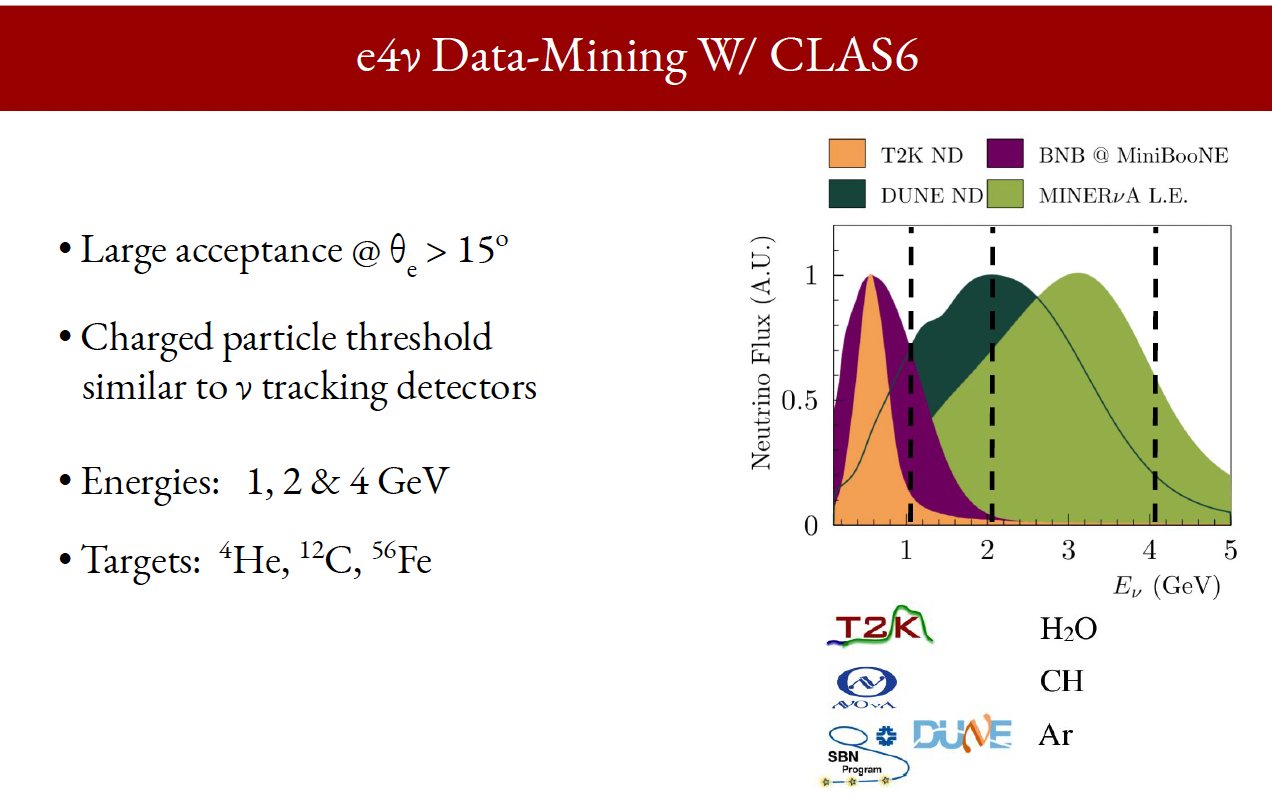 e4ν Data-Mining W/ CLAS6
• Large acceptance @ θₑ > 15º
• Charged particle threshold
similar to ν tracking detectors
• Energies: 1, 2 & 4 GeV
• Targets: ⁴He, ¹²C, ⁵⁶Fe
T2K ND BNB @ MiniBooNE
DUNE ND MINERνA L.E.
Neutrino Flux (A.U.)
1
0.5
0
1 2 3 4 5
Eν (GeV)
T2K H₂O
NOνA CH
DUNE Ar
SBN
Program